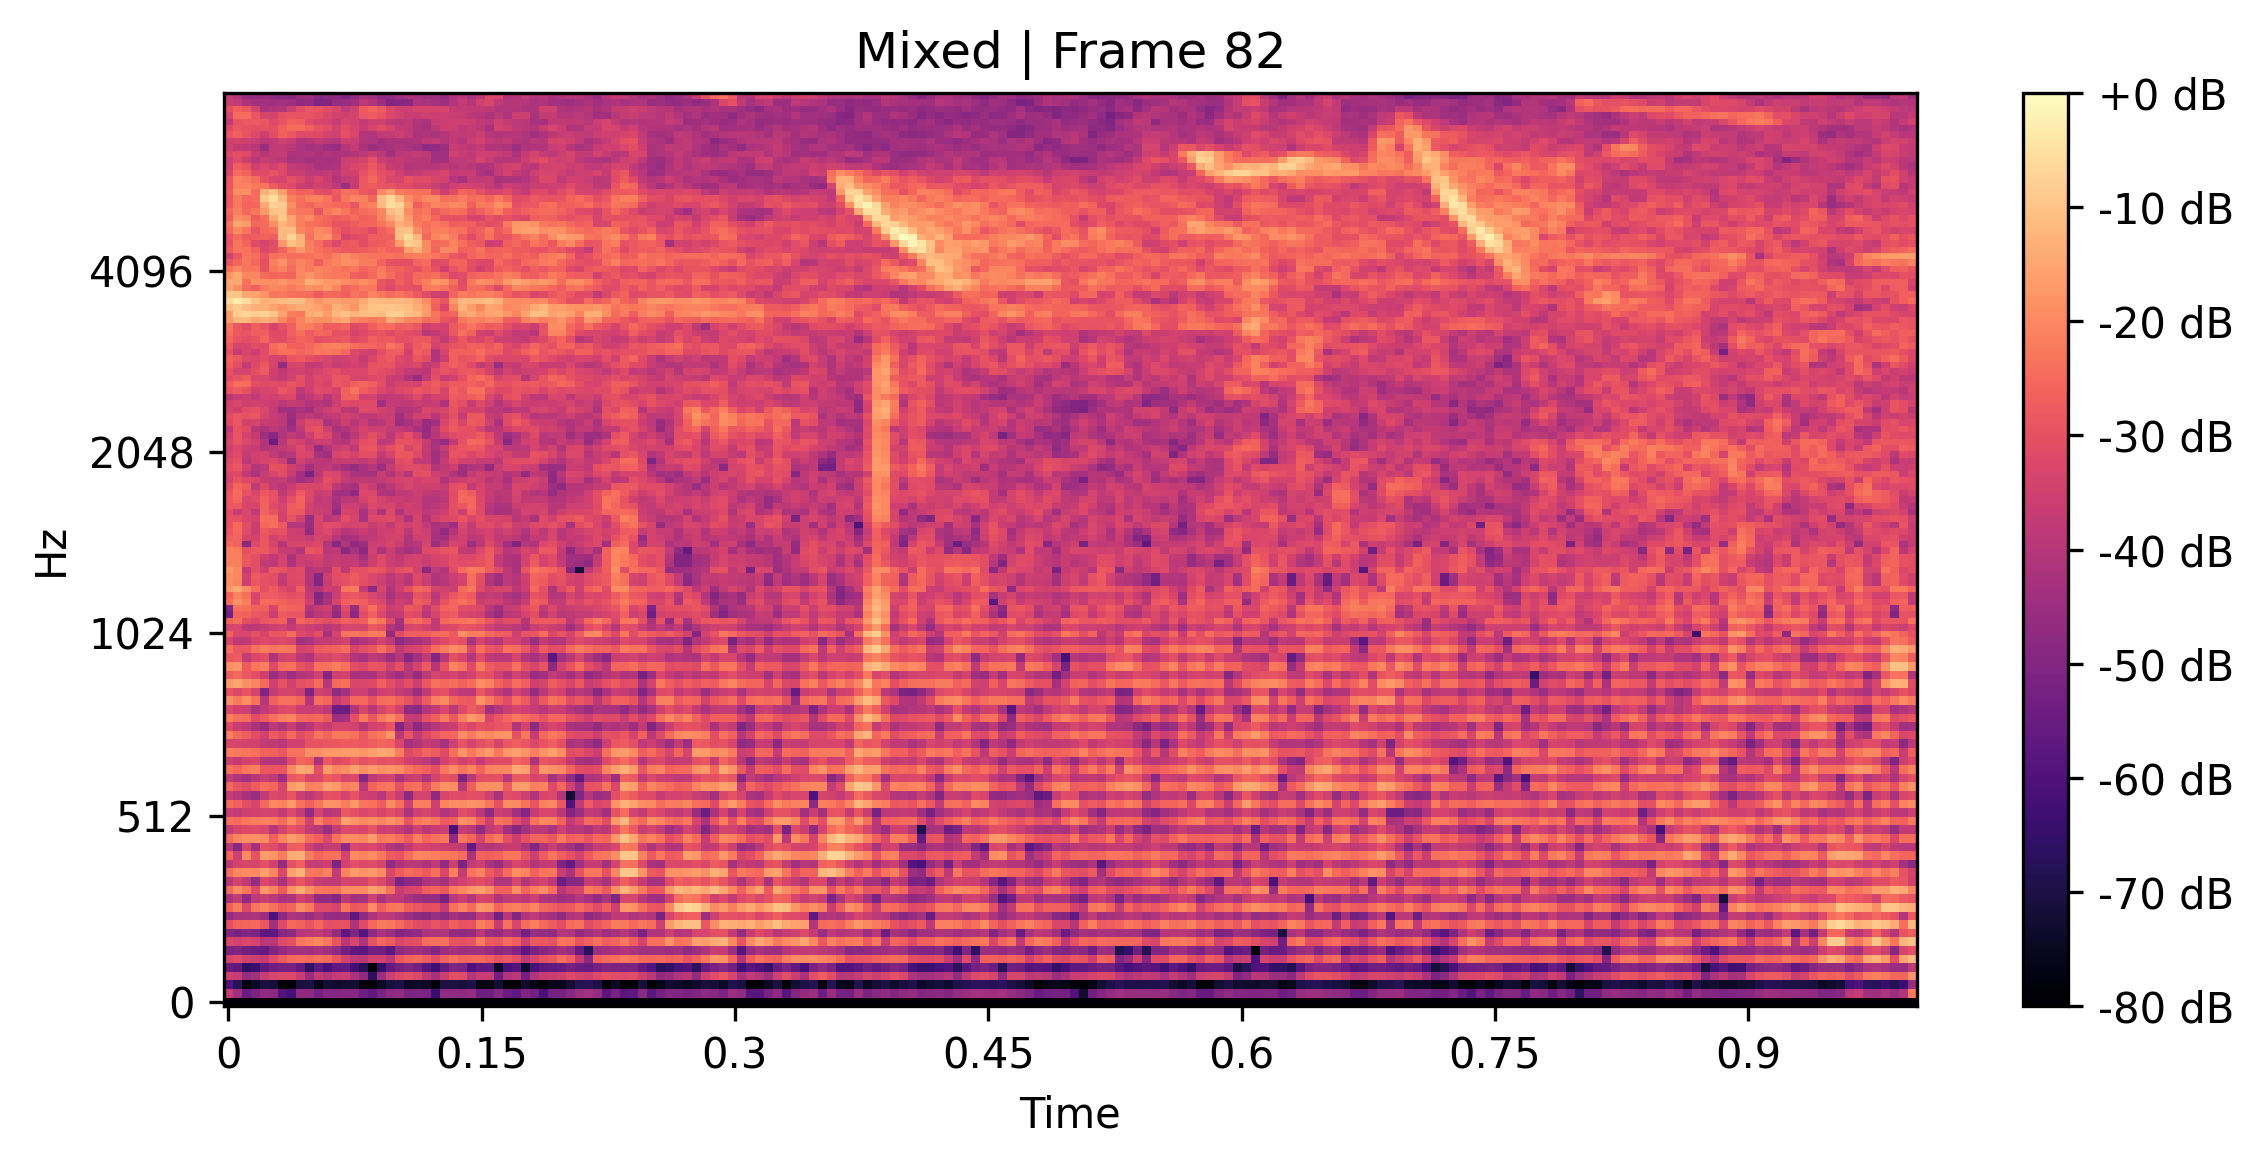 Mixed | Frame 82
Hz
4096
2048
1024
512
0
0 0.15 0.3 0.45 0.6 0.75 0.9
Time
+0 dB
-10 dB
-20 dB
-30 dB
-40 dB
-50 dB
-60 dB
-70 dB
-80 dB